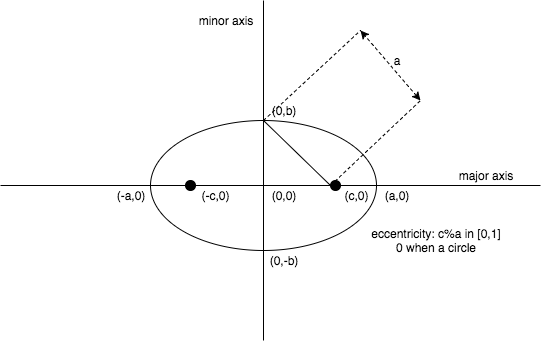 minor axis
a
(0,b)
major axis
(-a,0)
(-c,0)
(0,0)
(c,0)
(a,0)
eccentricity: c%a in [0,1]
0 when a circle
(0,-b)